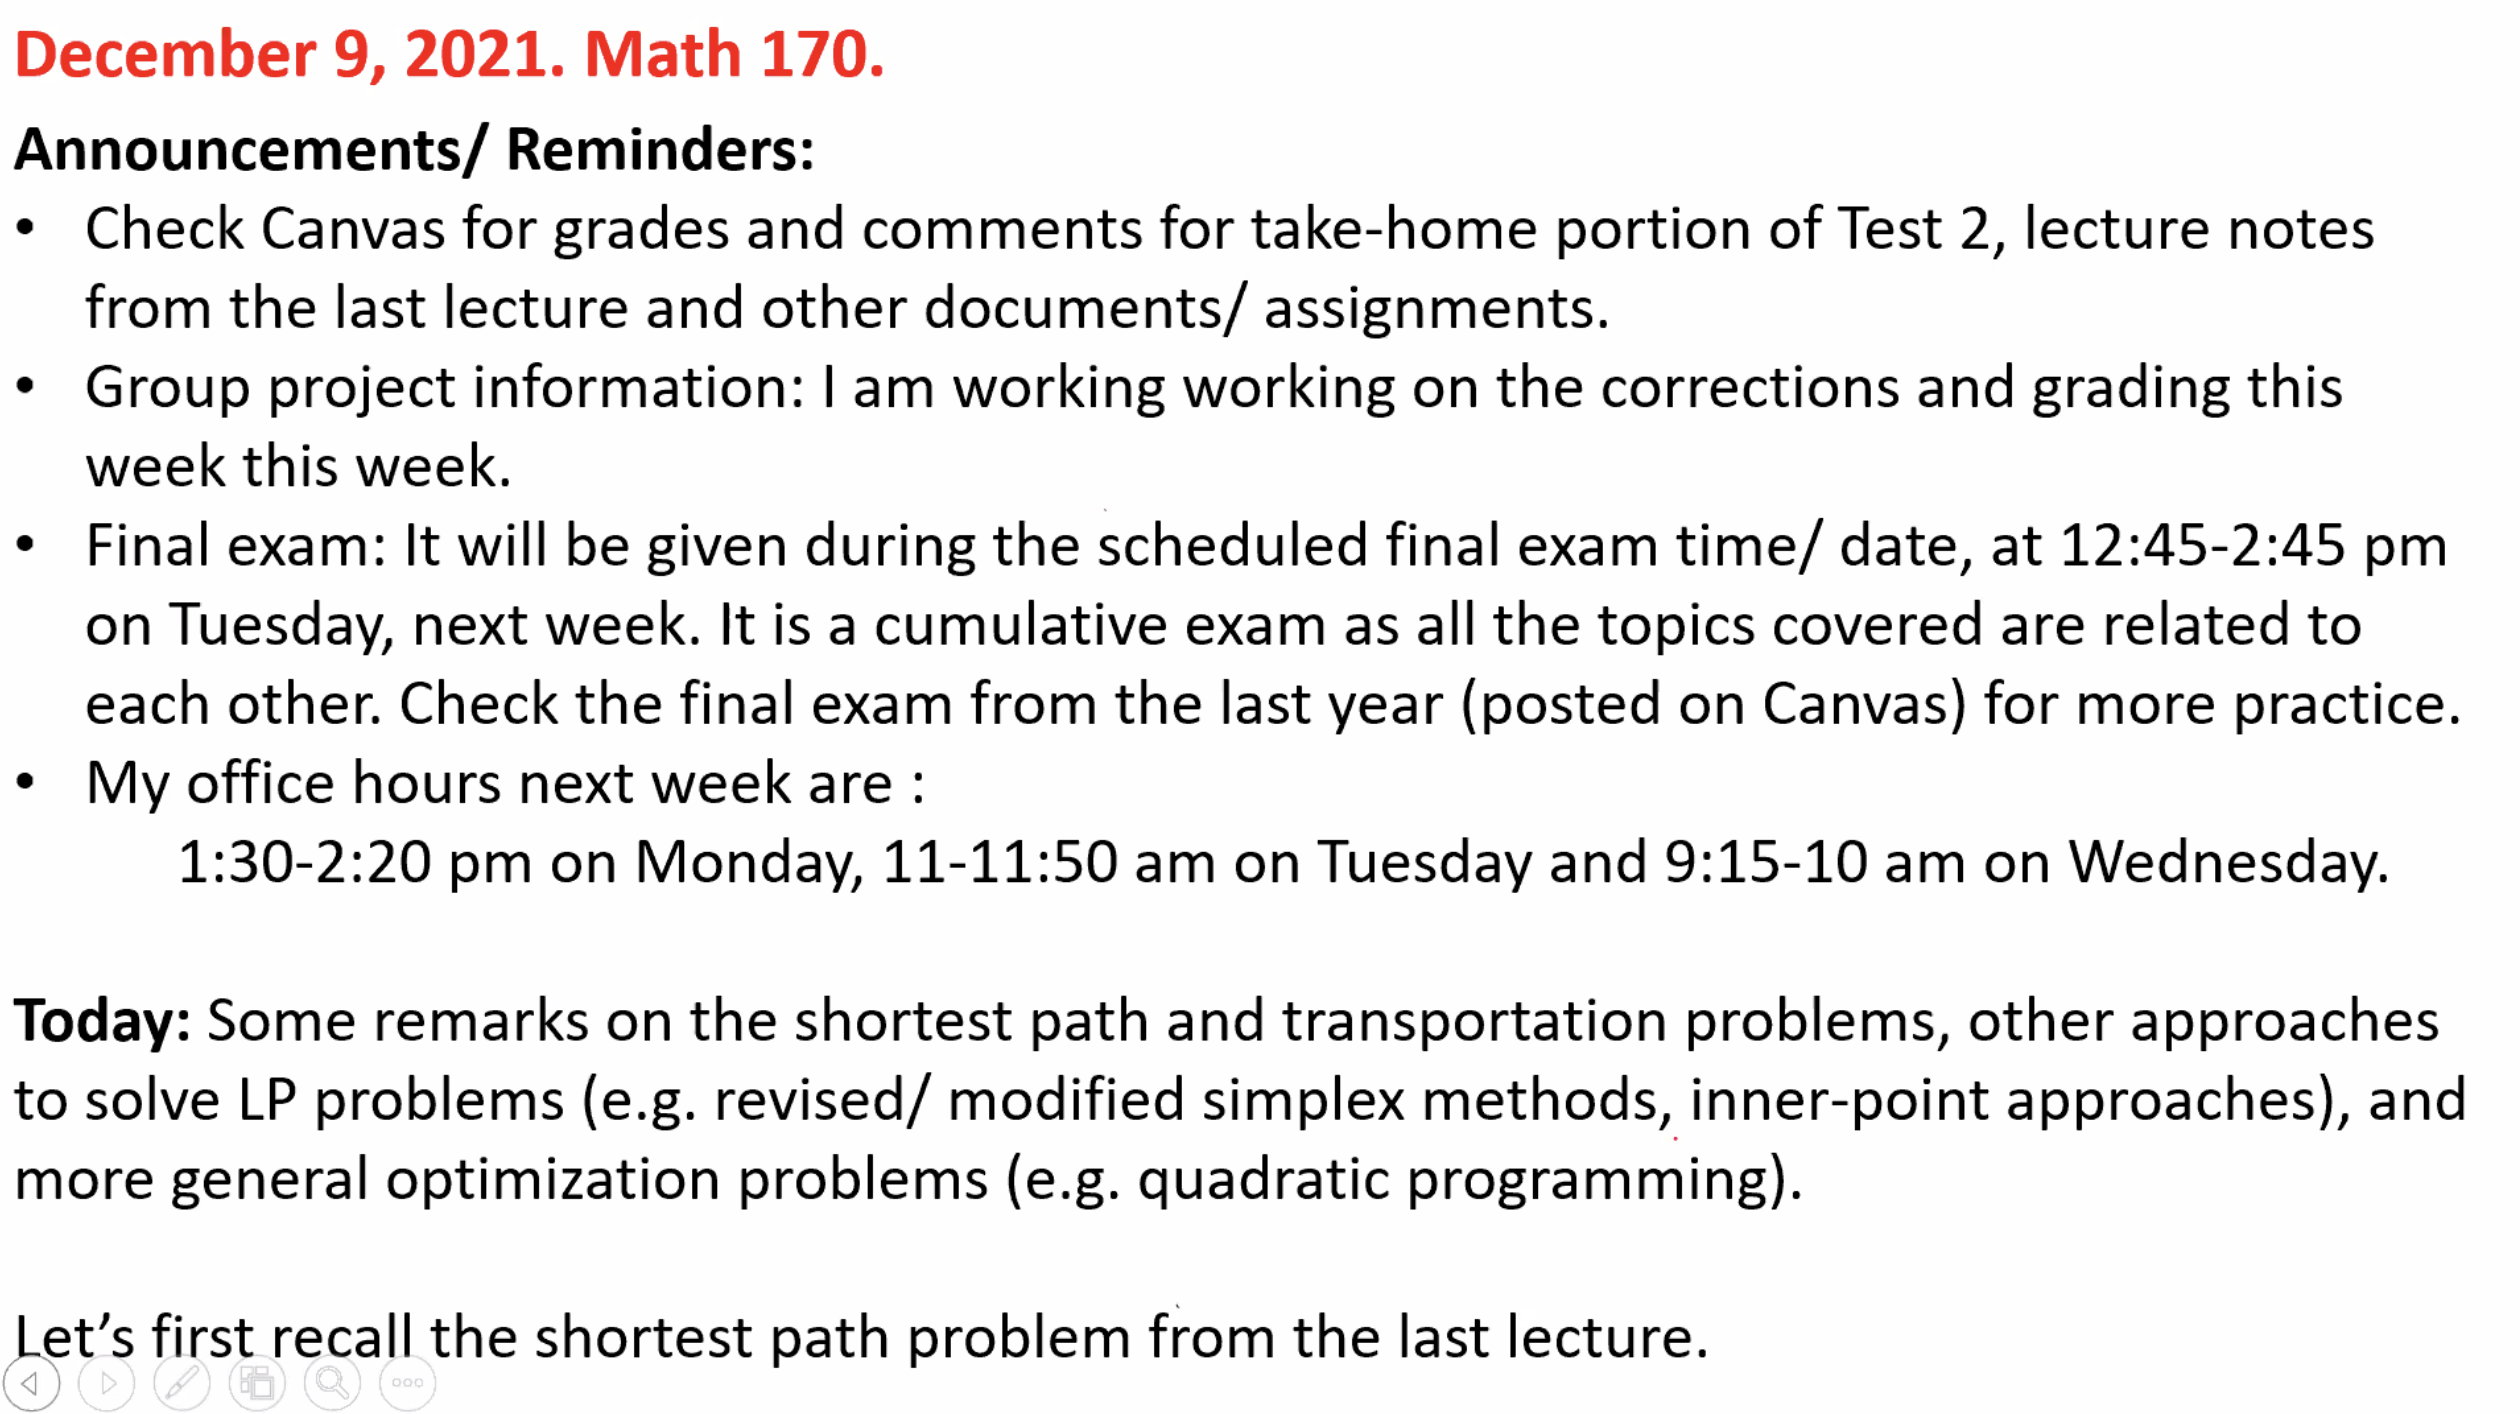 December 9, 2021. Math 170.
Announcements/ Reminders:
• Check Canvas for grades and comments for take-home portion of Test 2, lecture notes
from the last lecture and other documents/ assignments.
• Group project information: I am working working on the corrections and grading this
week this week.
• Final exam: It will be given during the scheduled final exam time/ date, at 12:45-2:45 pm
on Tuesday, next week. It is a cumulative exam as all the topics covered are related to
each other. Check the final exam from the last year (posted on Canvas) for more practice.
• My office hours next week are :
1:30-2:20 pm on Monday, 11-11:50 am on Tuesday and 9:15-10 am on Wednesday.
Today: Some remarks on the shortest path and transportation problems, other approaches
to solve LP problems (e.g. revised/ modified simplex methods, inner-point approaches), and
more general optimization problems (e.g. quadratic programming).
Let’s first recall the shortest path problem from the last lecture.